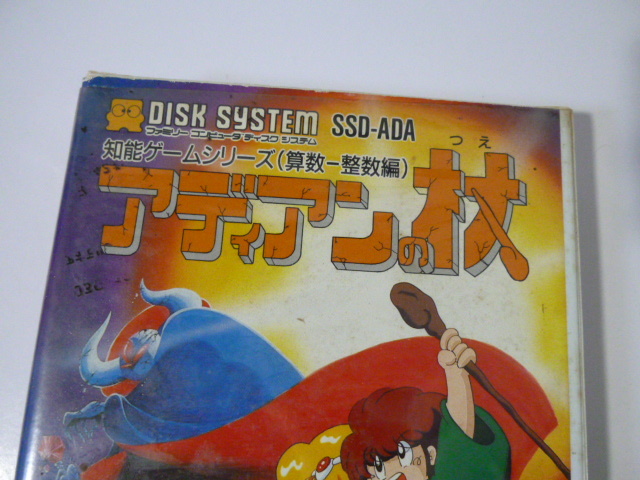 DISK SYSTEM SSD-ADA
ファミリー コンピュータ ディスク システム
知能ゲームシリーズ(算数-整数編)
つえ
アディアンの杖